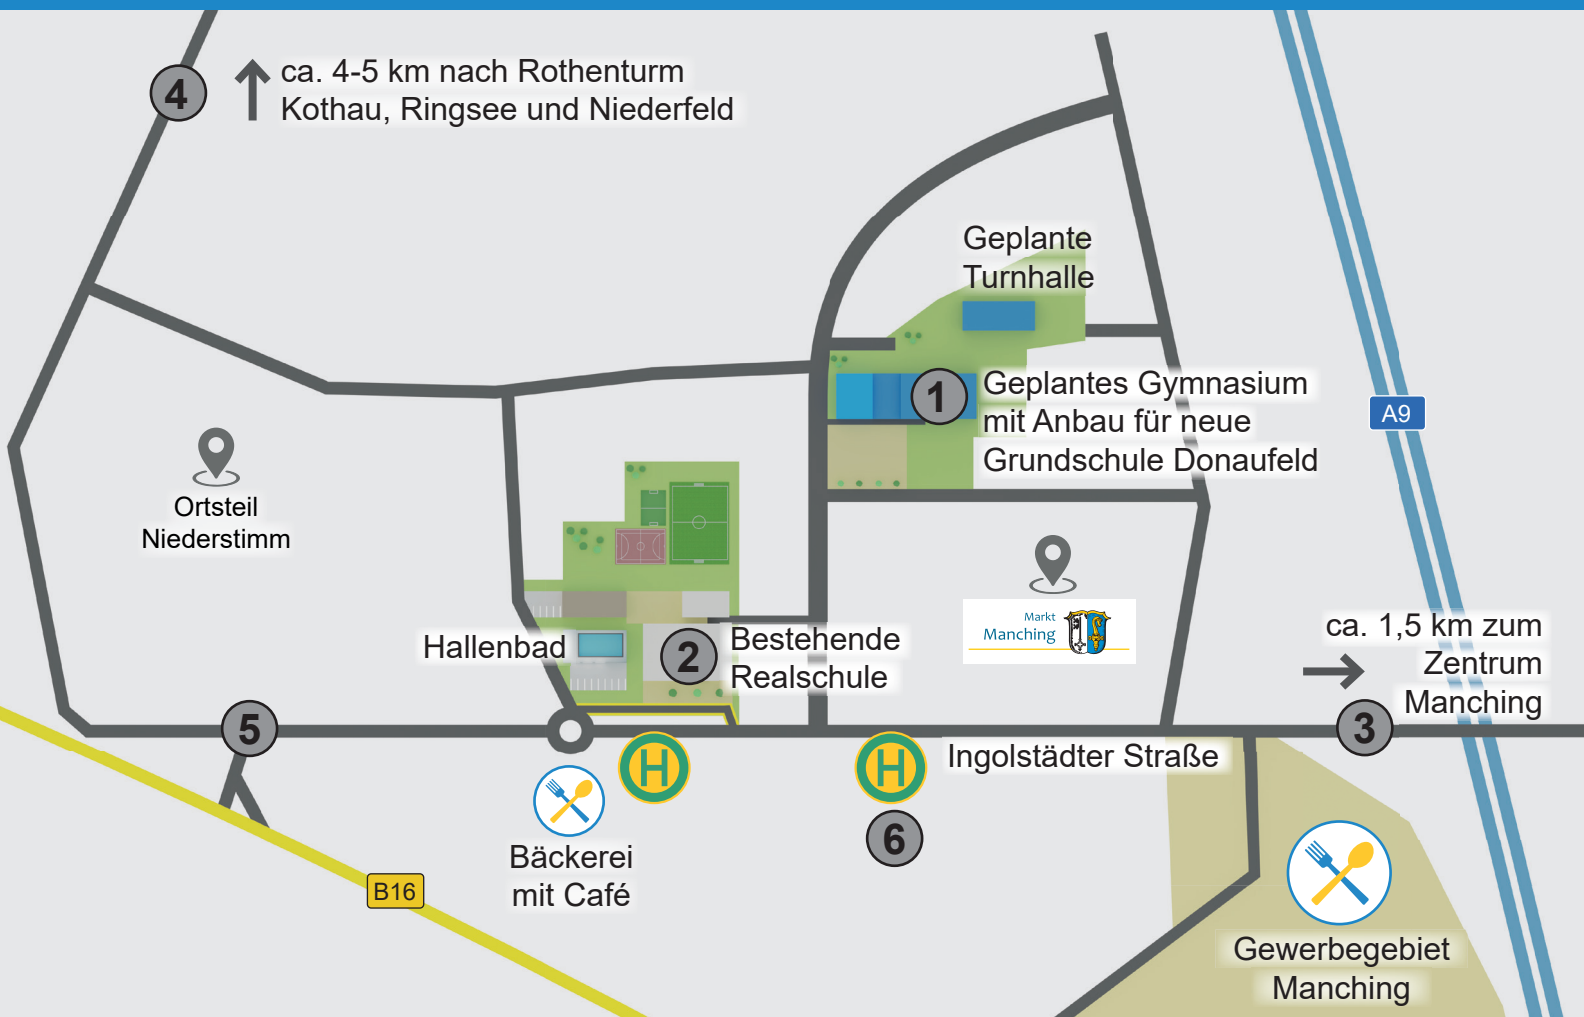 4
ca. 4-5 km nach Rothenturm
Kothau, Ringsee und Niederfeld
Geplante
Turnhalle
1
Geplantes Gymnasium
mit Anbau für neue
Grundschule Donaufeld
A9
Ortsteil
Niederstimm
Markt
Manching
Hallenbad
2
Bestehende
Realschule
ca. 1,5 km zum
Zentrum
Manching
3
5
H
H
Ingolstädter Straße
6
Bäckerei
mit Café
B16
Gewerbegebiet
Manching